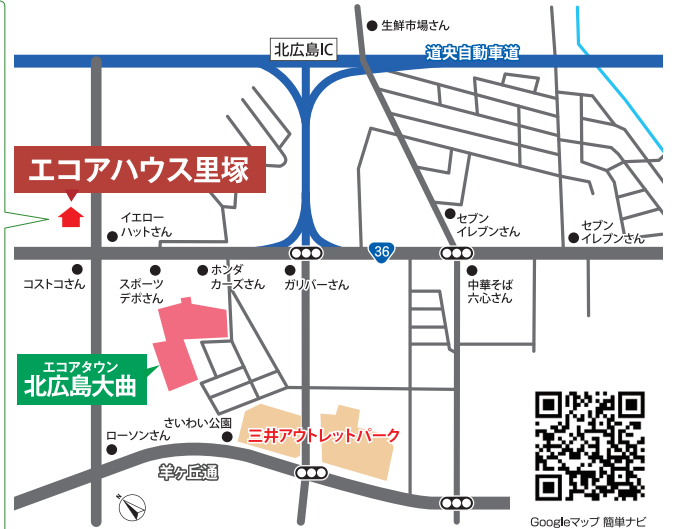 生鮮市場さん
北広島IC
道央自動車道
エコアハウス里塚
イエロー
ハットさん
セブン
イレブンさん
セブン
イレブンさん
36
コストコさん
スポーツ
デポさん
ホンダ
カーズさん
ガリバーさん
中華そば
六心さん
エコアタウン
北広島大曲
さいわい公園
三井アウトレットパーク
ローソンさん
羊ヶ丘通
N
Googleマップ 簡単ナビ